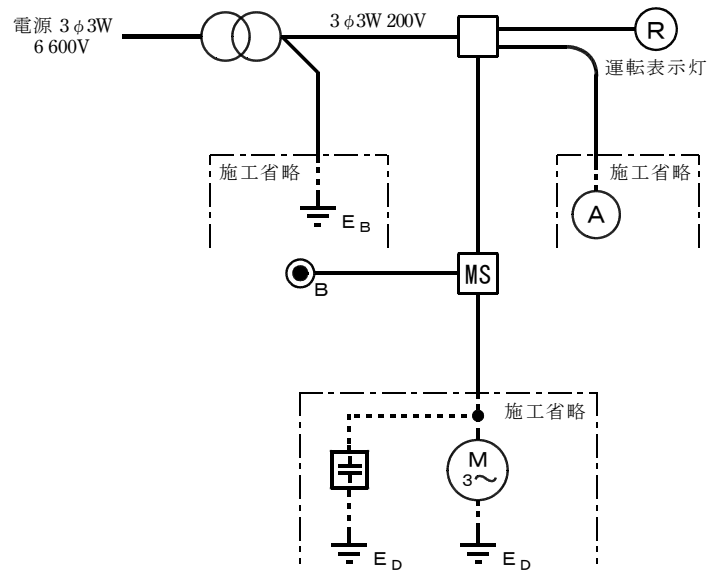 電源 3φ3W
6 600V
3φ3W 200V
R
運転表示灯
施工省略
E B
施工省略
A
B
MS
施工省略
M
3〜
E D
E D